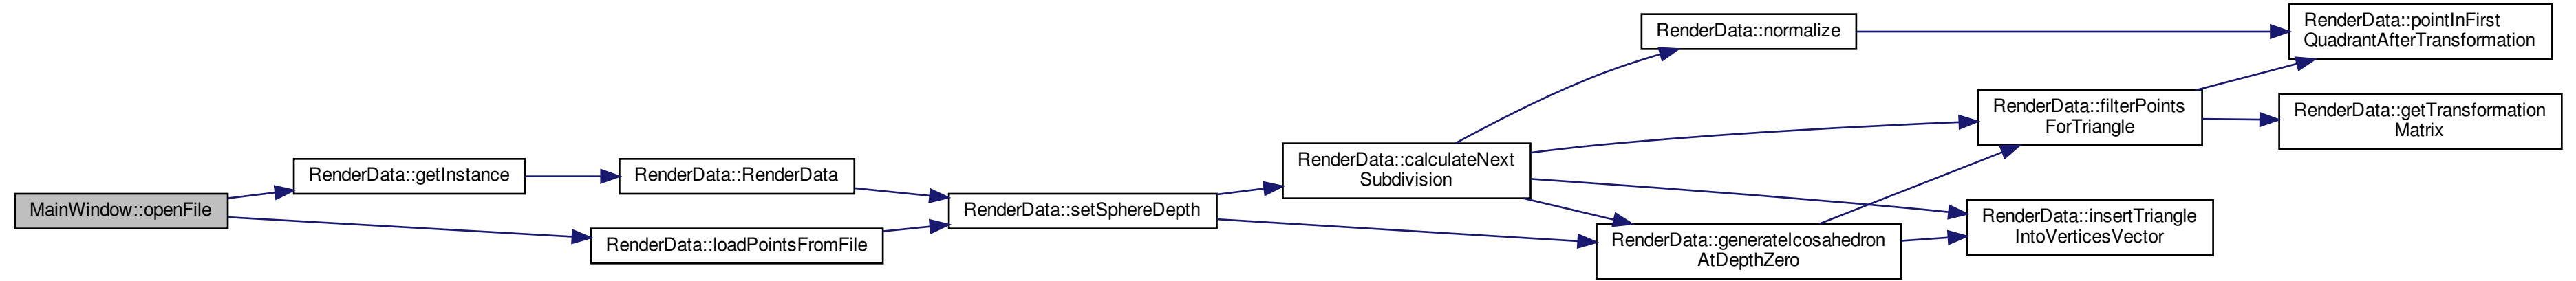 MainWindow::openFile
RenderData::getInstance
RenderData::RenderData
RenderData::loadPointsFromFile
RenderData::setSphereDepth
RenderData::calculateNext
Subdivision
RenderData::normalize
RenderData::pointInFirst
QuadrantAfterTransformation
RenderData::filterPoints
ForTriangle
RenderData::getTransformation
Matrix
RenderData::generateIcosahedron
AtDepthZero
RenderData::insertTriangle
IntoVerticesVector